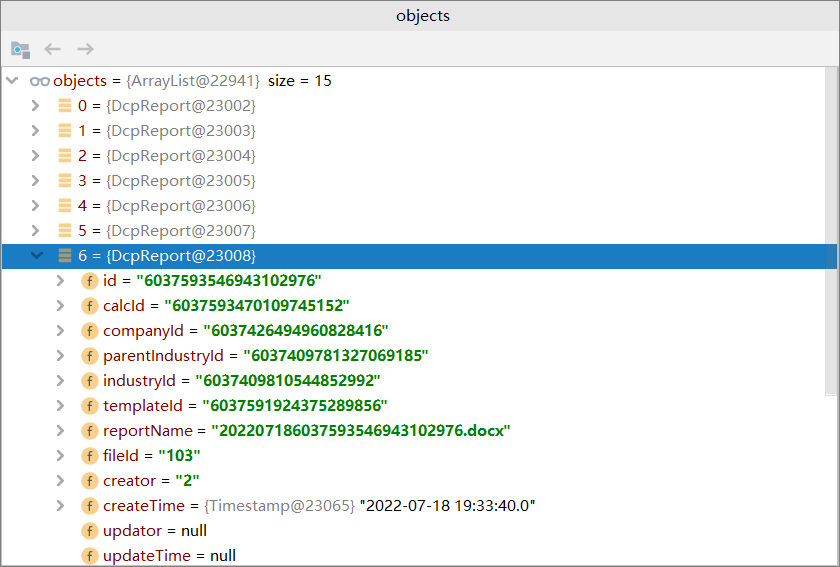 objects
objects = {ArrayList@22941} size = 15
0 = {DcpReport@23002}
1 = {DcpReport@23003}
2 = {DcpReport@23004}
3 = {DcpReport@23005}
4 = {DcpReport@23006}
5 = {DcpReport@23007}
6 = {DcpReport@23008}
f id = "6037593546943102976"
f calcId = "6037593470109745152"
f companyId = "6037426494960828416"
f parentIndustryId = "6037409781327069185"
f industryId = "6037409810544852992"
f templateId = "6037591924375289856"
f reportName = "202207186037593546943102976.docx"
f fileId = "103"
f creator = "2"
f createTime = {Timestamp@23065} "2022-07-18 19:33:40.0"
f updator = null
f updateTime = null